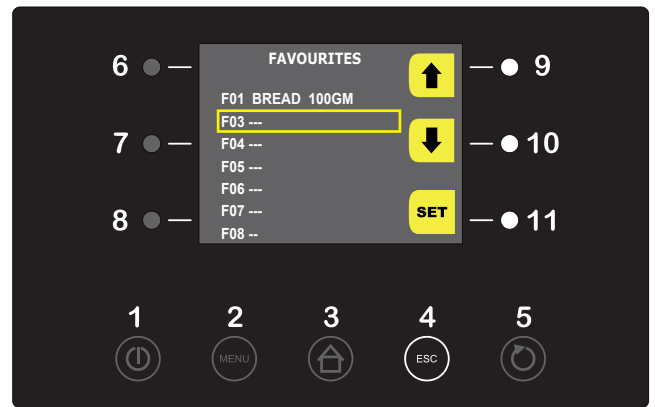 FAVOURITES
6
9
F01 BREAD 100GM
F03 ---
7
F04 ---
10
F05 ---
F06 ---
8
F07 ---
SET
11
F08 --
1 2 3 4 5
MENU
ESC